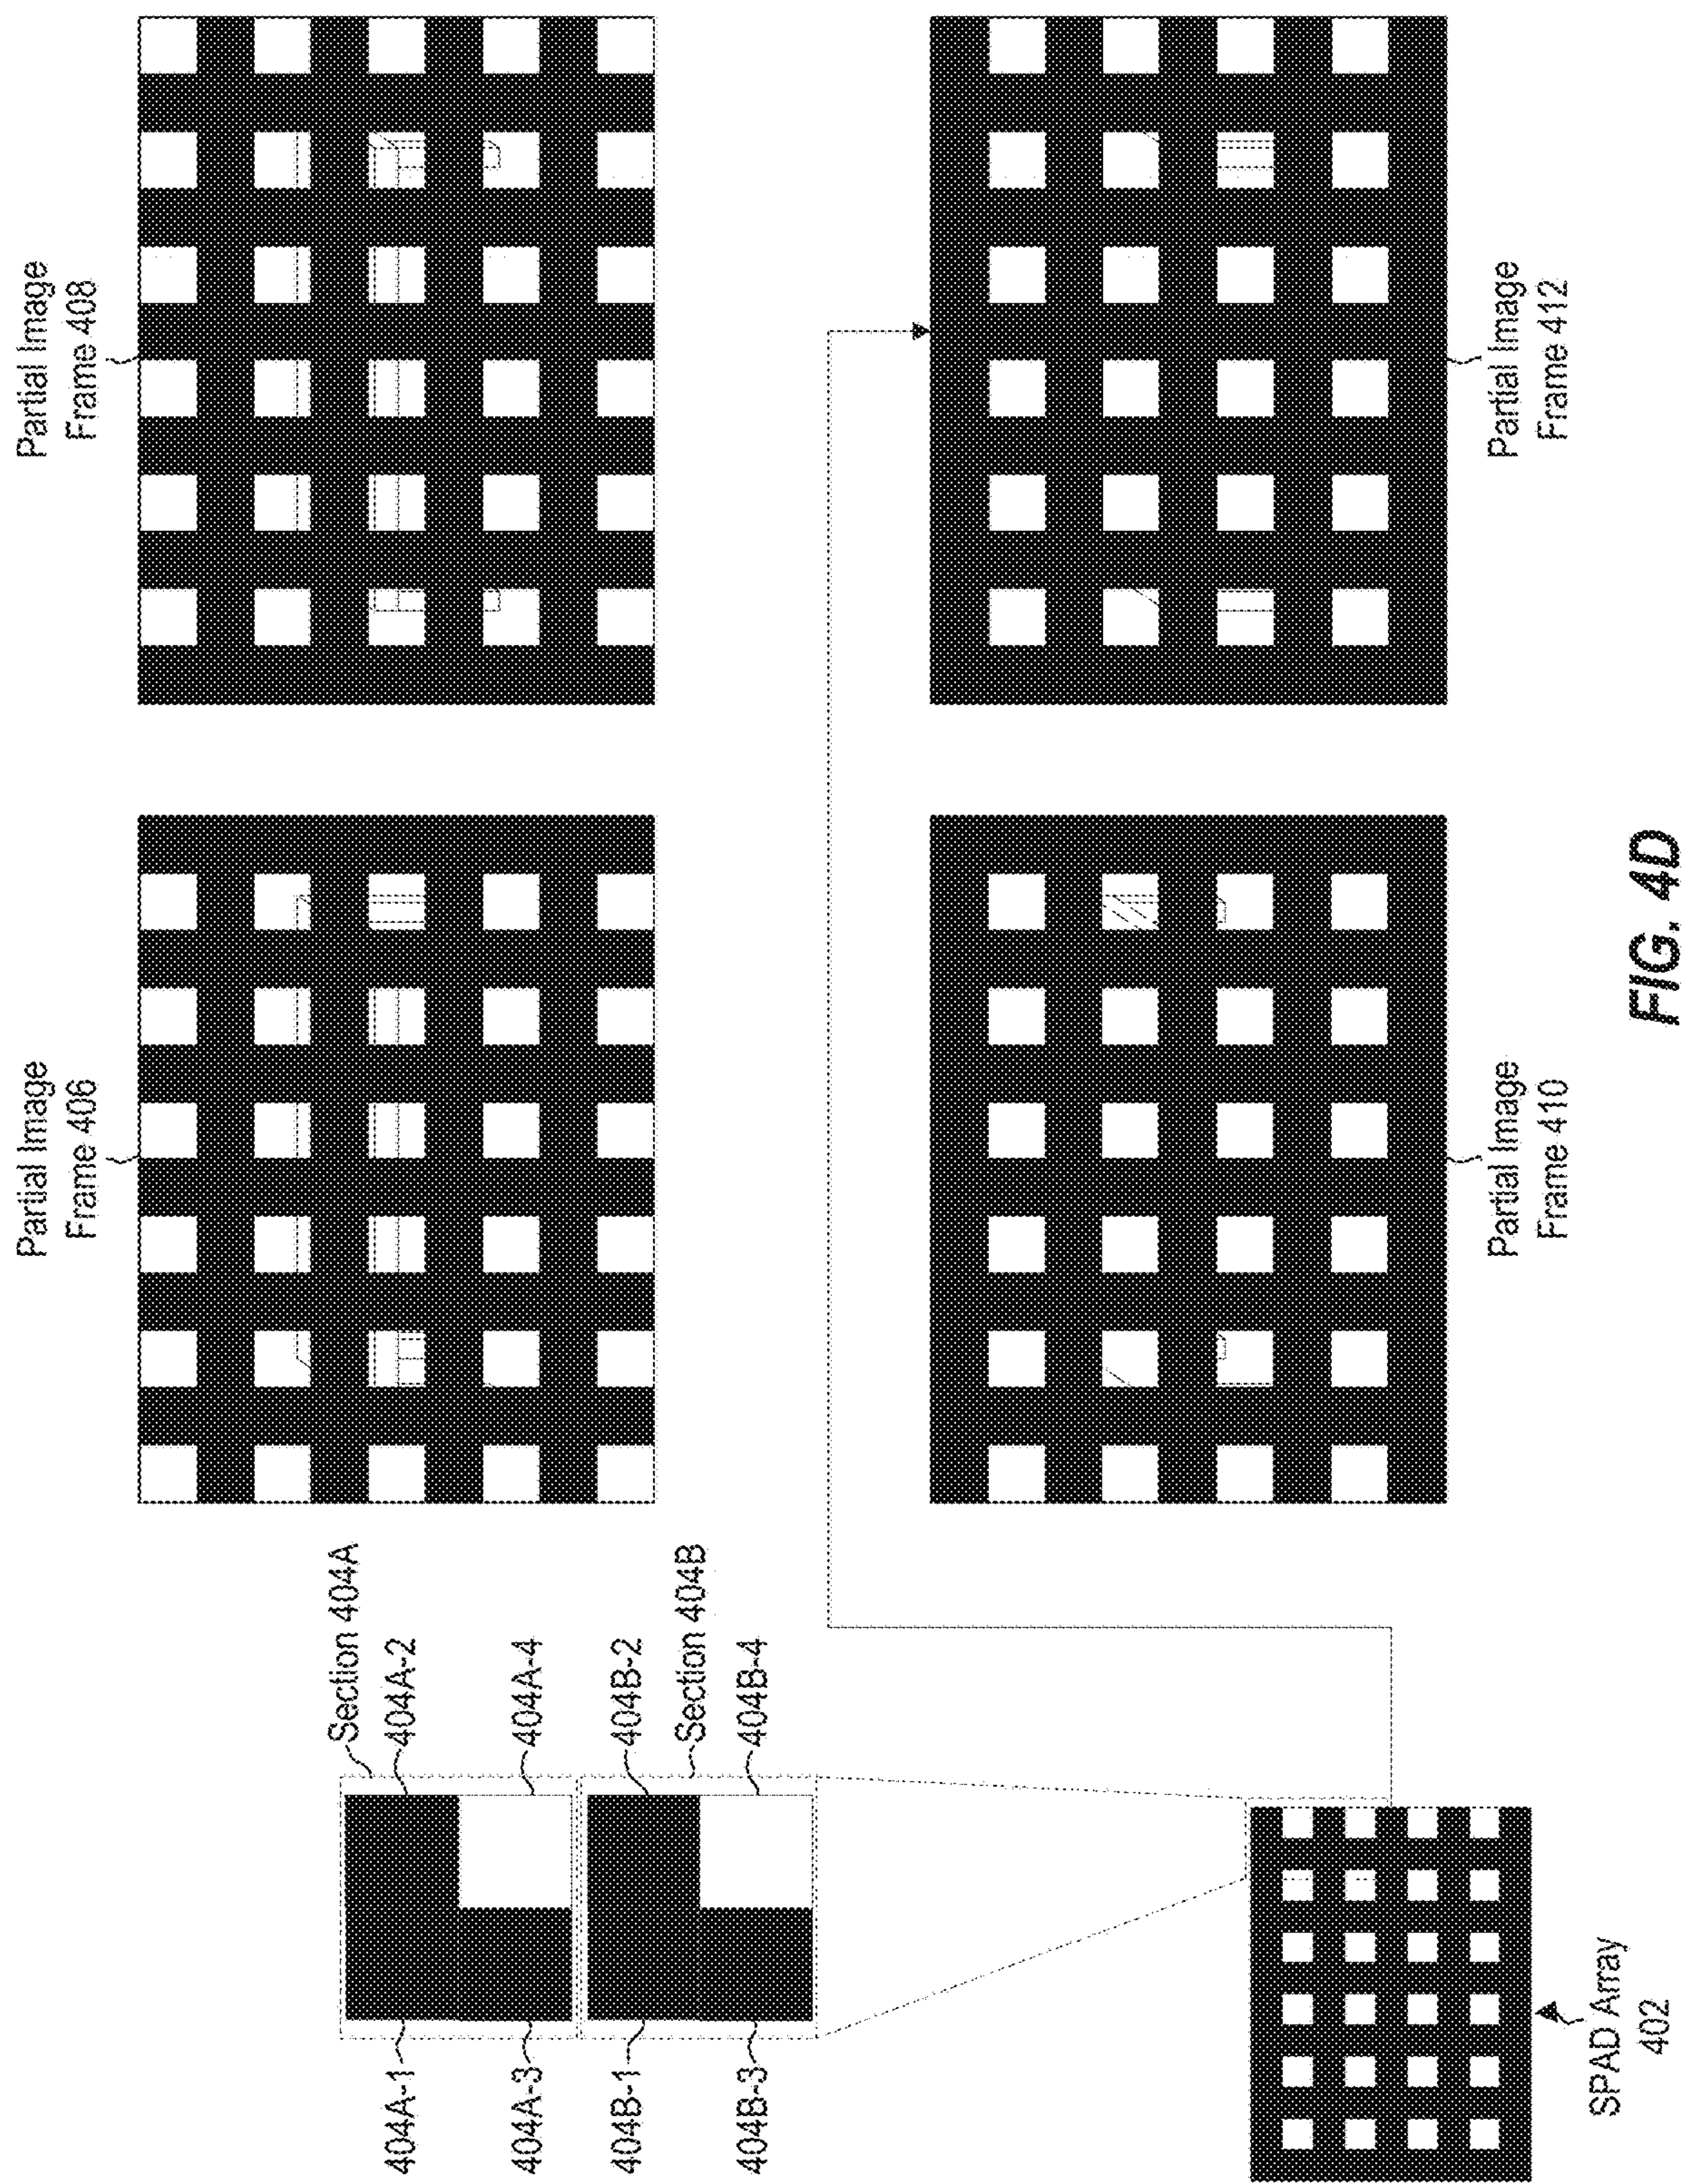 404A-1
404A-3
404B-1
404B-3
Section 404A
404A-2
404A-4
404B-2
Section 404B
404B-4
SPAD Array
402
Partial Image
Frame 406
Partial Image
Frame 408
Partial Image
Frame 410
Partial Image
Frame 412
FIG. 4D